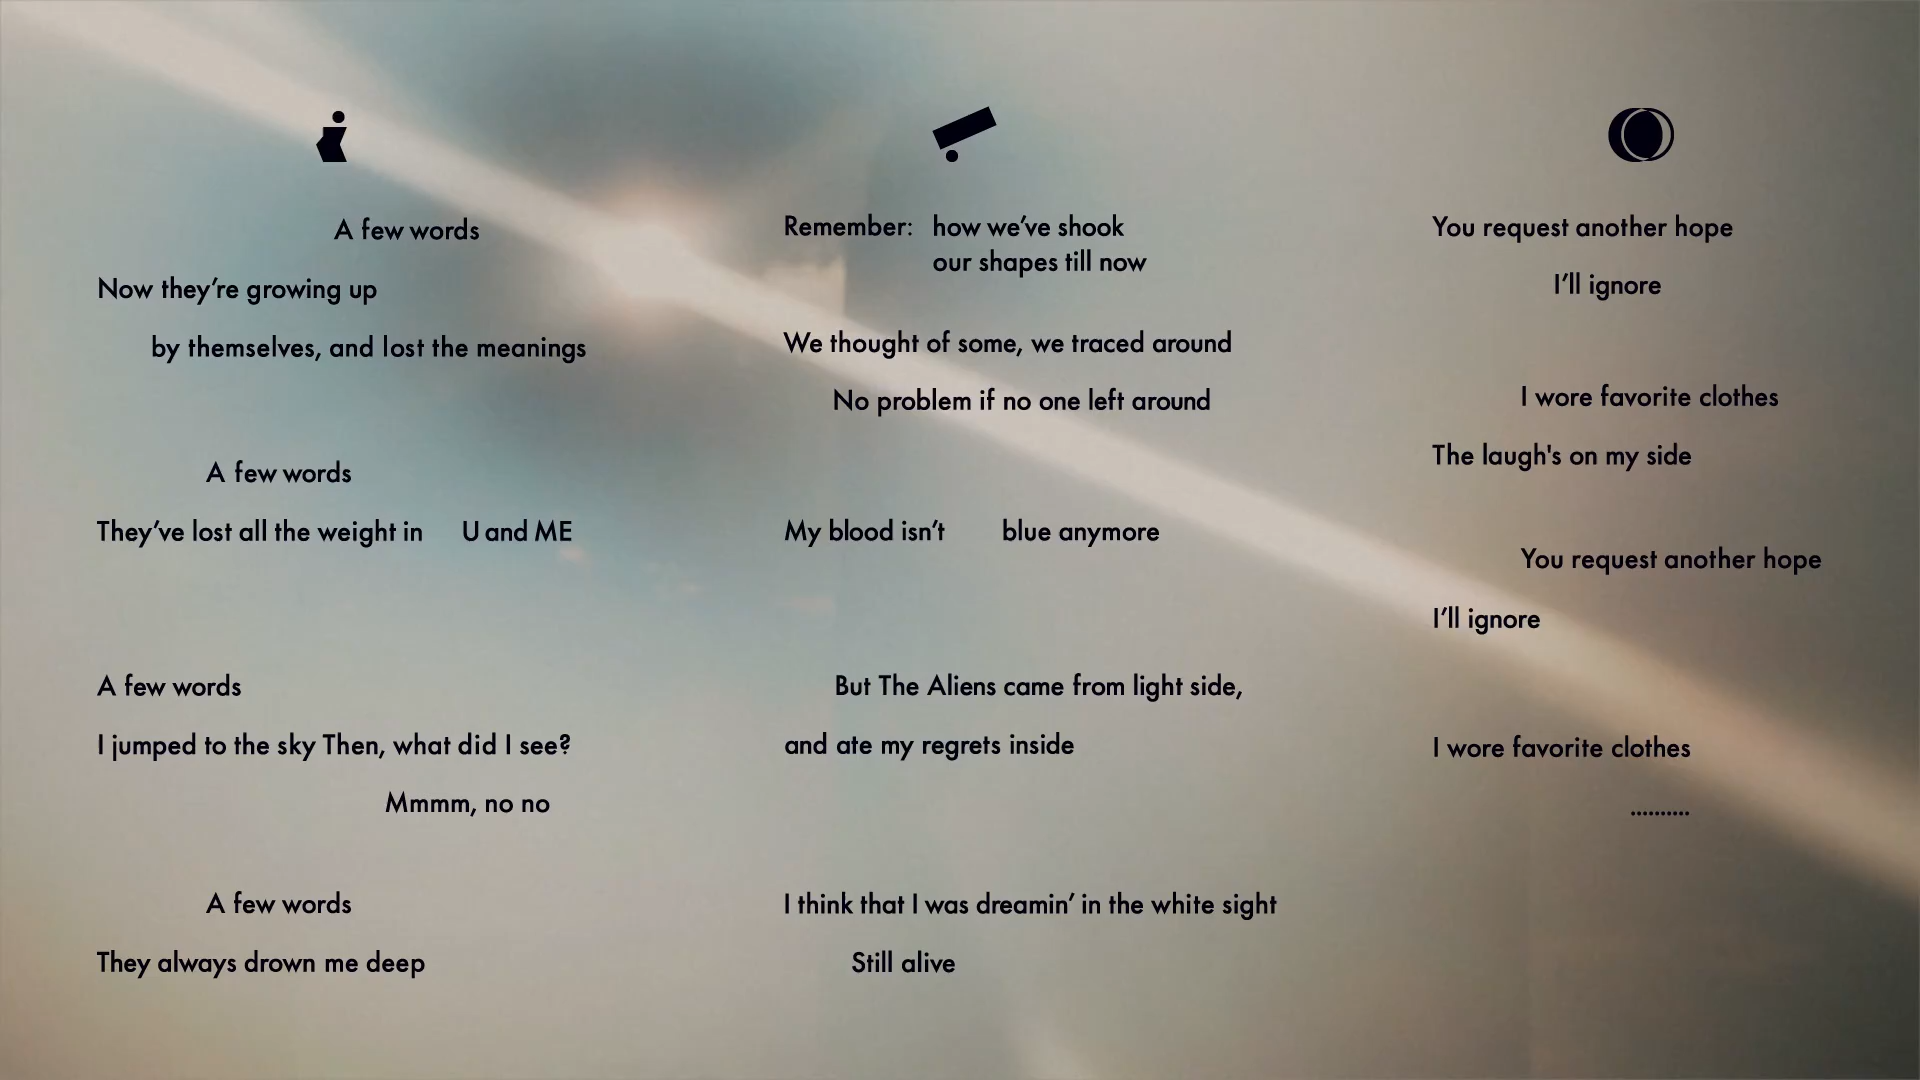 A few words
Now they’re growing up
by themselves, and lost the meanings
A few words
They’ve lost all the weight in U and ME
A few words
I jumped to the sky Then, what did I see?
Mmmm, no no
A few words
They always drown me deep
Remember: how we’ve shook
our shapes till now
We thought of some, we traced around
No problem if no one left around
My blood isn’t blue anymore
But The Aliens came from light side,
and ate my regrets inside
I think that I was dreamin’ in the white sight
Still alive
You request another hope
I’ll ignore
I wore favorite clothes
The laugh's on my side
You request another hope
I’ll ignore
I wore favorite clothes
..........